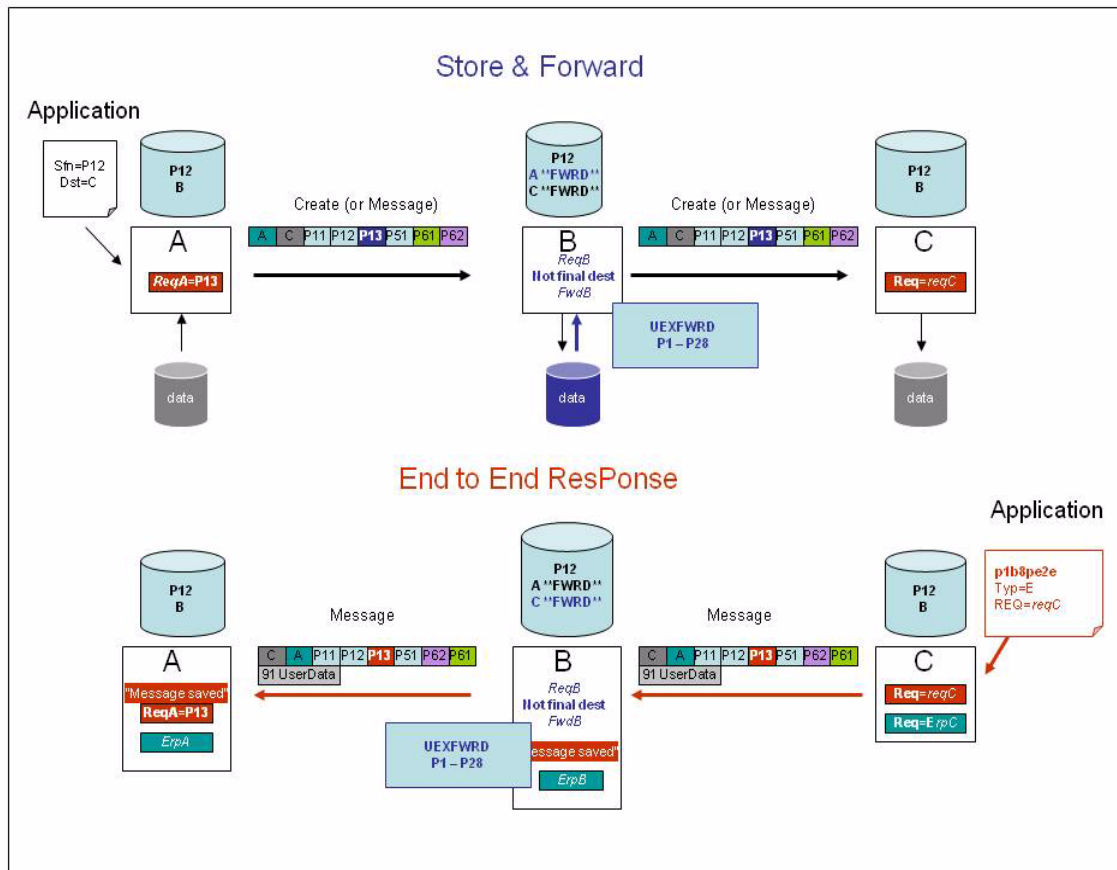 Store & Forward
Application
Sfn=P12
Dst=C
P12
B
P12
A **FWRD**
C **FWRD**
P12
B
Create (or Message)
Create (or Message)
A C P11 P12 P13 P51 P61 P62
A C P11 P12 P13 P51 P61 P62
A
ReqA=P13
B
ReqB
Not final dest
FwdB
C
Req=reqC
UEXFWRD
P1 – P28
data
data
data
End to End ResPonse
Application
P12
B
P12
A **FWRD**
C **FWRD**
P12
B
p1b8pe2e
Typ=E
REQ=reqC
Message
Message
C A P11 P12 P13 P51 P62 P61
91 UserData
C A P11 P12 P13 P51 P62 P61
91 UserData
A
"Message saved"
ReqA=P13
ErpA
B
ReqB
Not final dest
FwdB
essage saved"
ErpB
UEXFWRD
P1 – P28
C
Req=reqC
Req=ErpC